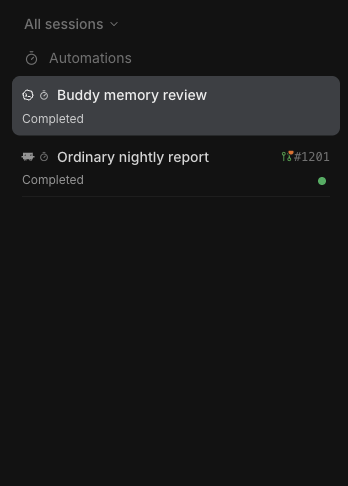 All sessions
Automations
Buddy memory review
Completed
Ordinary nightly report #1201
Completed